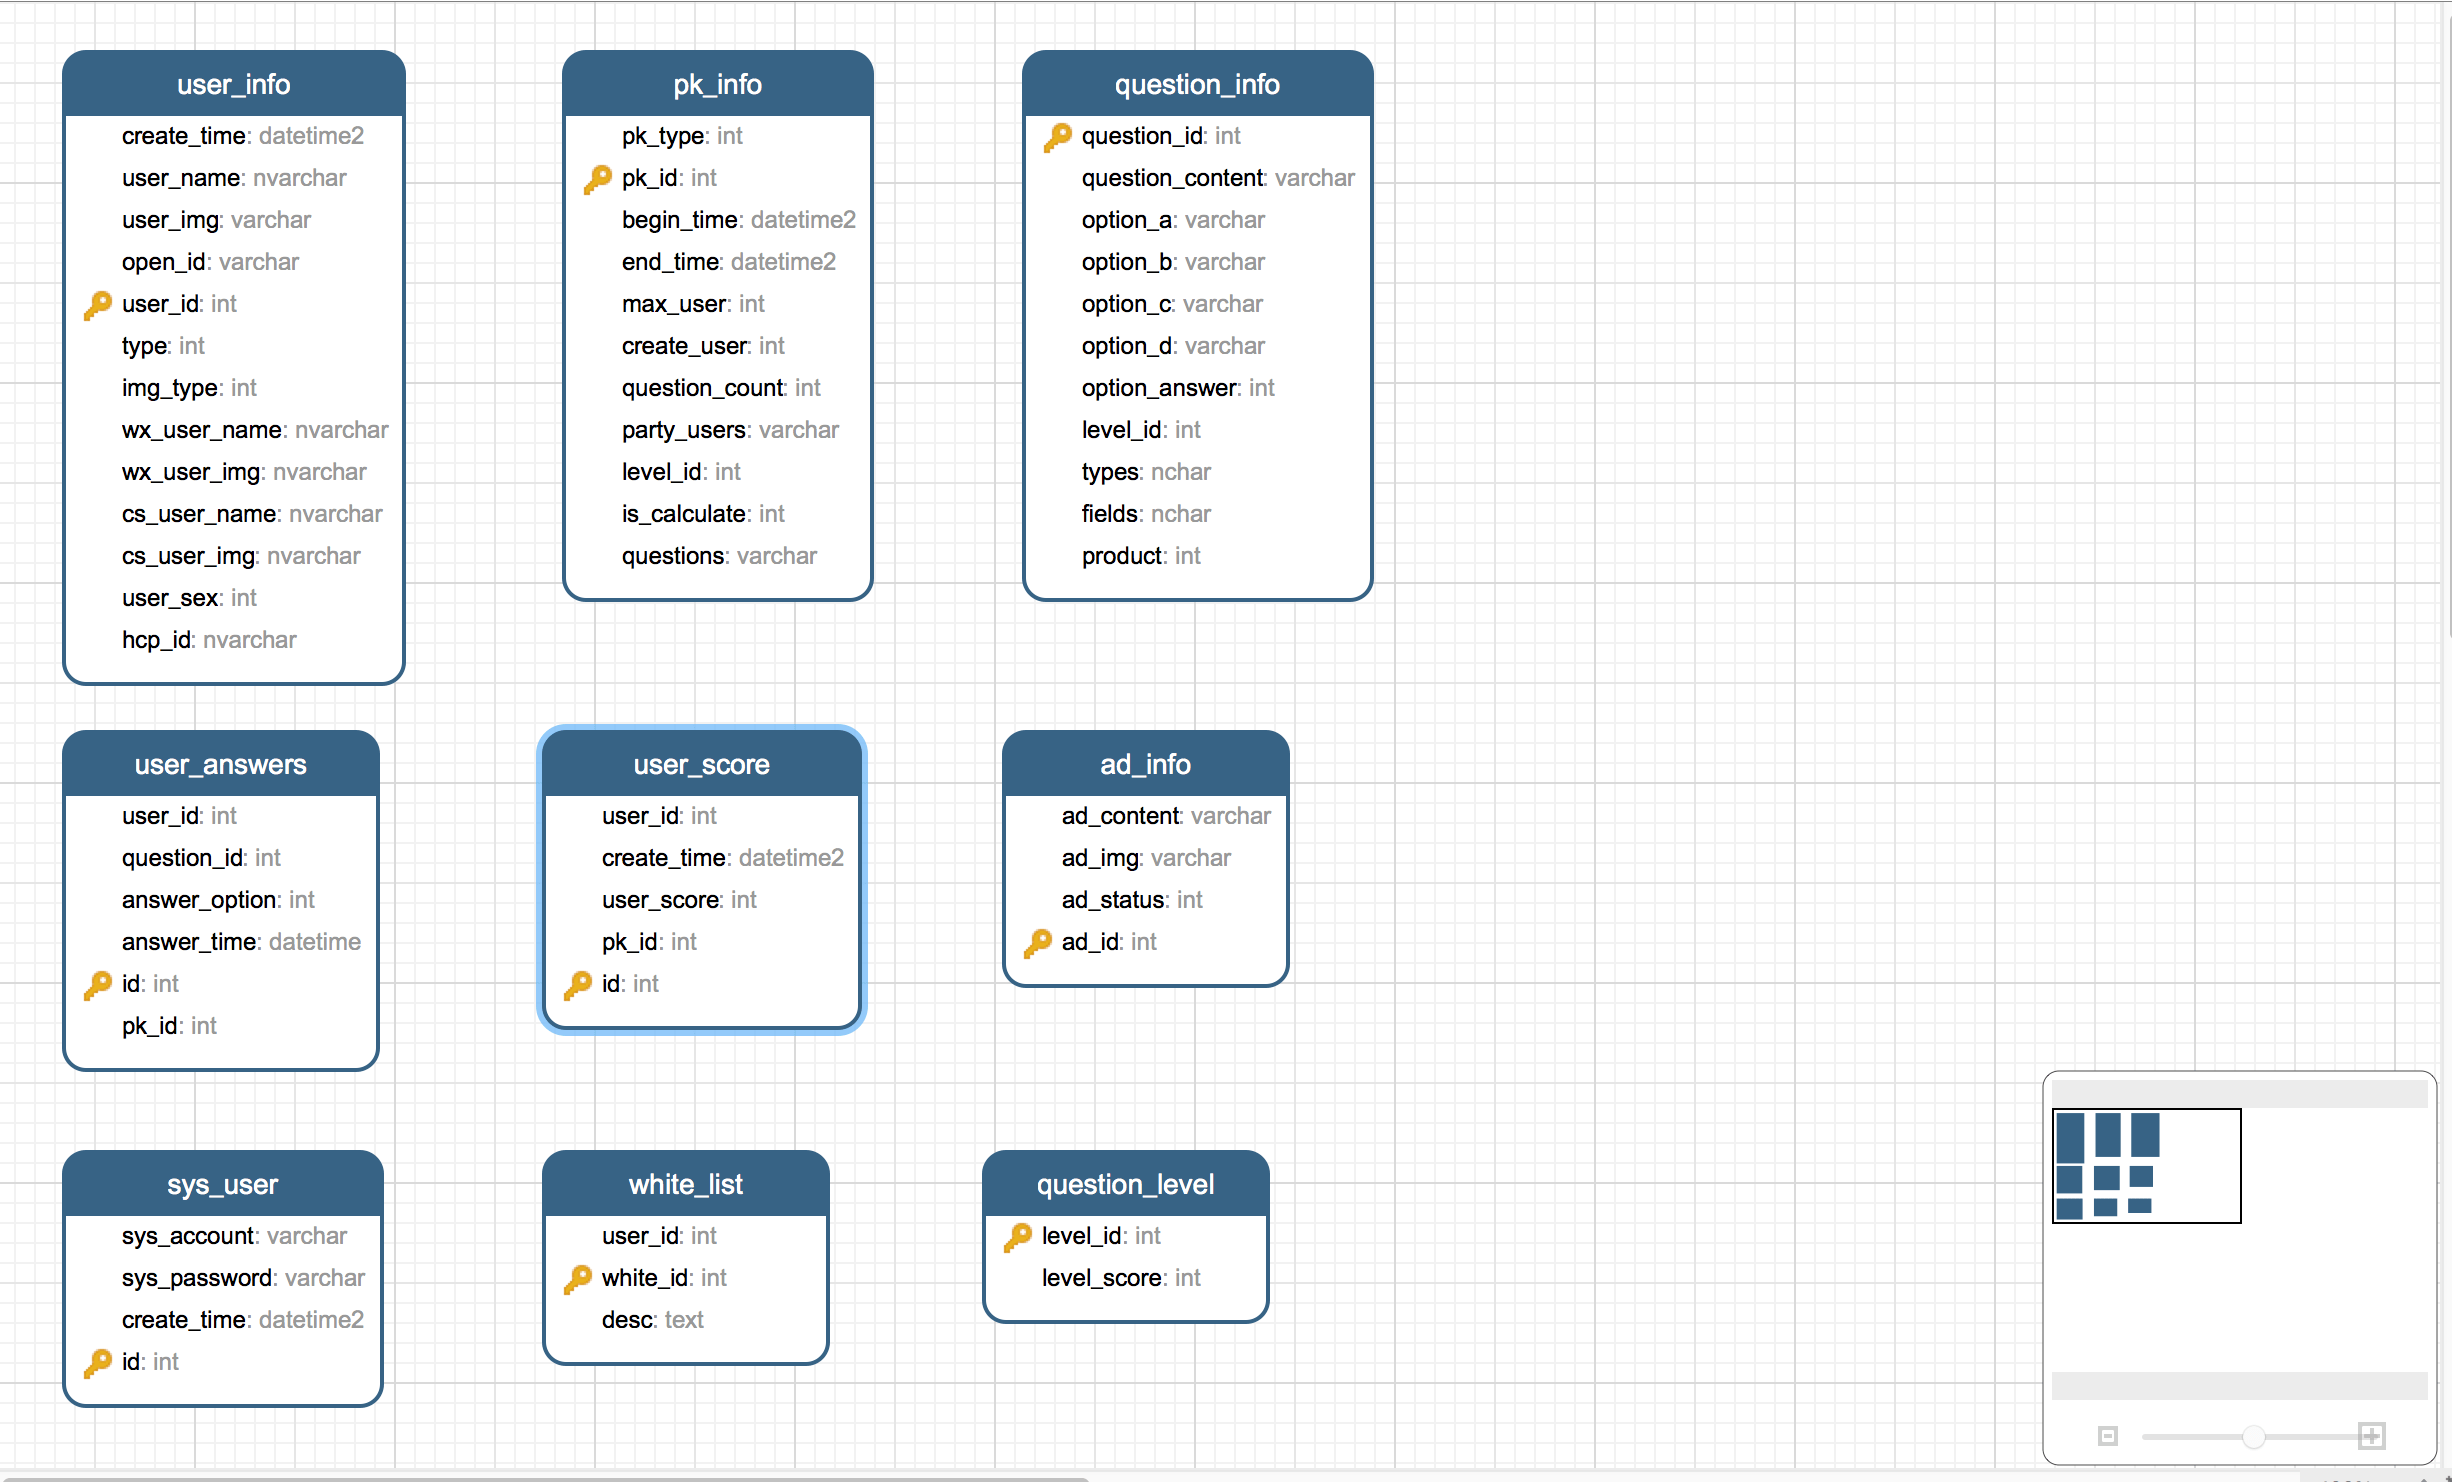 user_info
create_time: datetime2
user_name: nvarchar
user_img: varchar
open_id: varchar
user_id: int
type: int
img_type: int
wx_user_name: nvarchar
wx_user_img: nvarchar
cs_user_name: nvarchar
cs_user_img: nvarchar
user_sex: int
hcp_id: nvarchar
pk_info
pk_type: int
pk_id: int
begin_time: datetime2
end_time: datetime2
max_user: int
create_user: int
question_count: int
party_users: varchar
level_id: int
is_calculate: int
questions: varchar
question_info
question_id: int
question_content: varchar
option_a: varchar
option_b: varchar
option_c: varchar
option_d: varchar
option_answer: int
level_id: int
types: nchar
fields: nchar
product: int
user_answers
user_id: int
question_id: int
answer_option: int
answer_time: datetime
id: int
pk_id: int
user_score
user_id: int
create_time: datetime2
user_score: int
pk_id: int
id: int
ad_info
ad_content: varchar
ad_img: varchar
ad_status: int
ad_id: int
sys_user
sys_account: varchar
sys_password: varchar
create_time: datetime2
id: int
white_list
user_id: int
white_id: int
desc: text
question_level
level_id: int
level_score: int